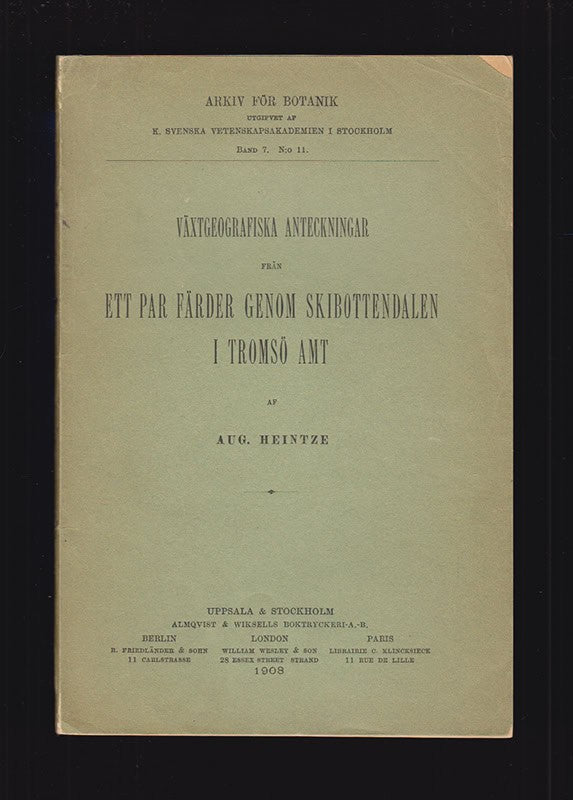 ARKIV FÖR BOTANIK
UTGIFVET AF
K. SVENSKA VETENSKAPSAKADEMIEN I STOCKHOLM
BAND 7. N:O 11.
VÄXTGEOGRAFISKA ANTECKNINGAR
FRÅN
ETT PAR FÄRDER GENOM SKIBOTTENDALEN
I TROMSÖ AMT
AF
AUG. HEINTZE
UPPSALA & STOCKHOLM
ALMQVIST & WIKSELLS BOKTRYCKERI-A.-B.
BERLIN LONDON PARIS
R. FRIEDLÄNDER & SOHN WILLIAM WESLEY & SON LIBRAIRIE C. KLINCKSIECK
11 CARLSTRASSE 28 ESSEX STREET STRAND 11 RUE DE LILLE
1908